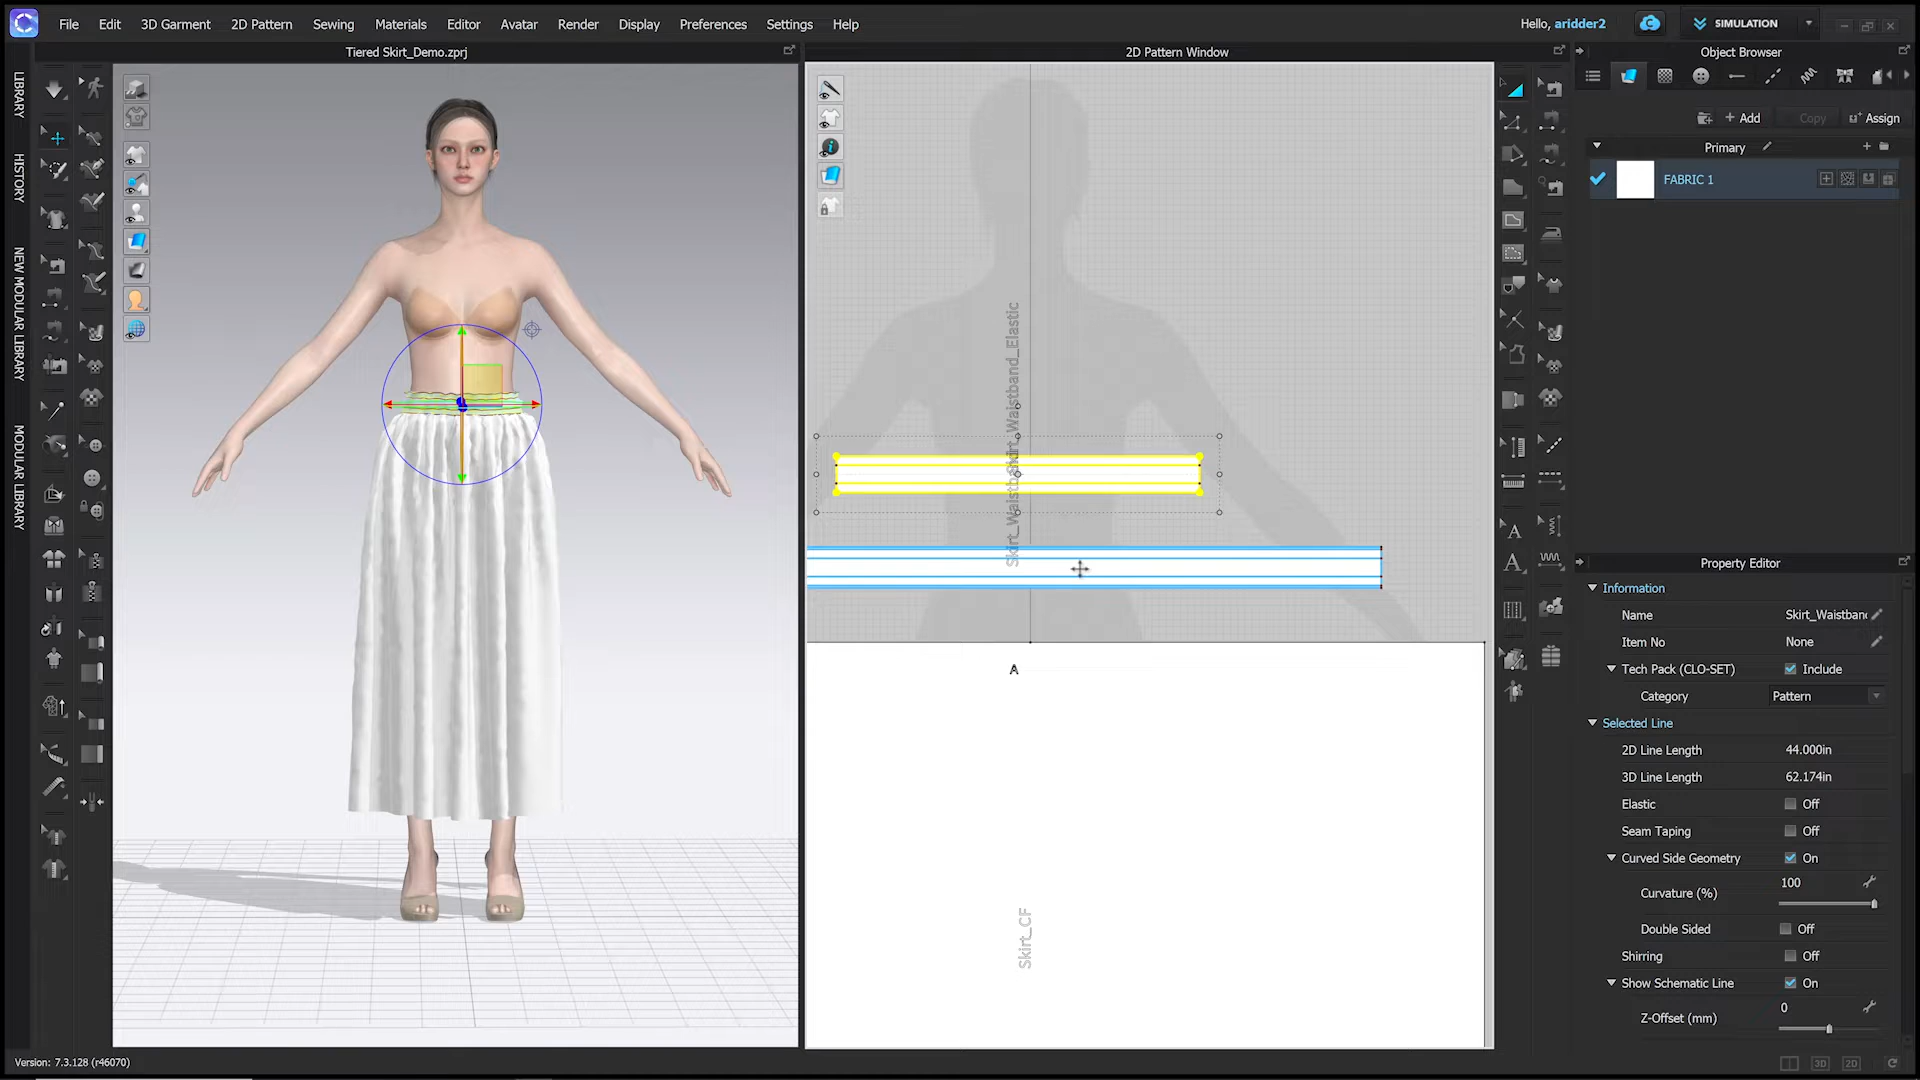 File Edit 3D Garment 2D Pattern Sewing Materials Editor Avatar Render Display Preferences Settings Help
Hello, aridder2
SIMULATION
Tiered Skirt_Demo.zprj
2D Pattern Window
Object Browser
LIBRARY
HISTORY
NEW MODULAR LIBRARY
MODULAR LIBRARY
+ Add
Copy
Assign
Primary
FABRIC 1
Skirt_Waistband_Elastic
A
Skirt_CF
Property Editor
Information
Name Skirt_Waistban
Item No None
Tech Pack (CLO-SET) Include
Category Pattern
Selected Line
2D Line Length 44.000in
3D Line Length 62.174in
Elastic Off
Seam Taping Off
Curved Side Geometry On
Curvature (%) 100
Double Sided Off
Shirring Off
Show Schematic Line On
Z-Offset (mm) 0
Version: 7.3.128 (r46070)
3D 2D